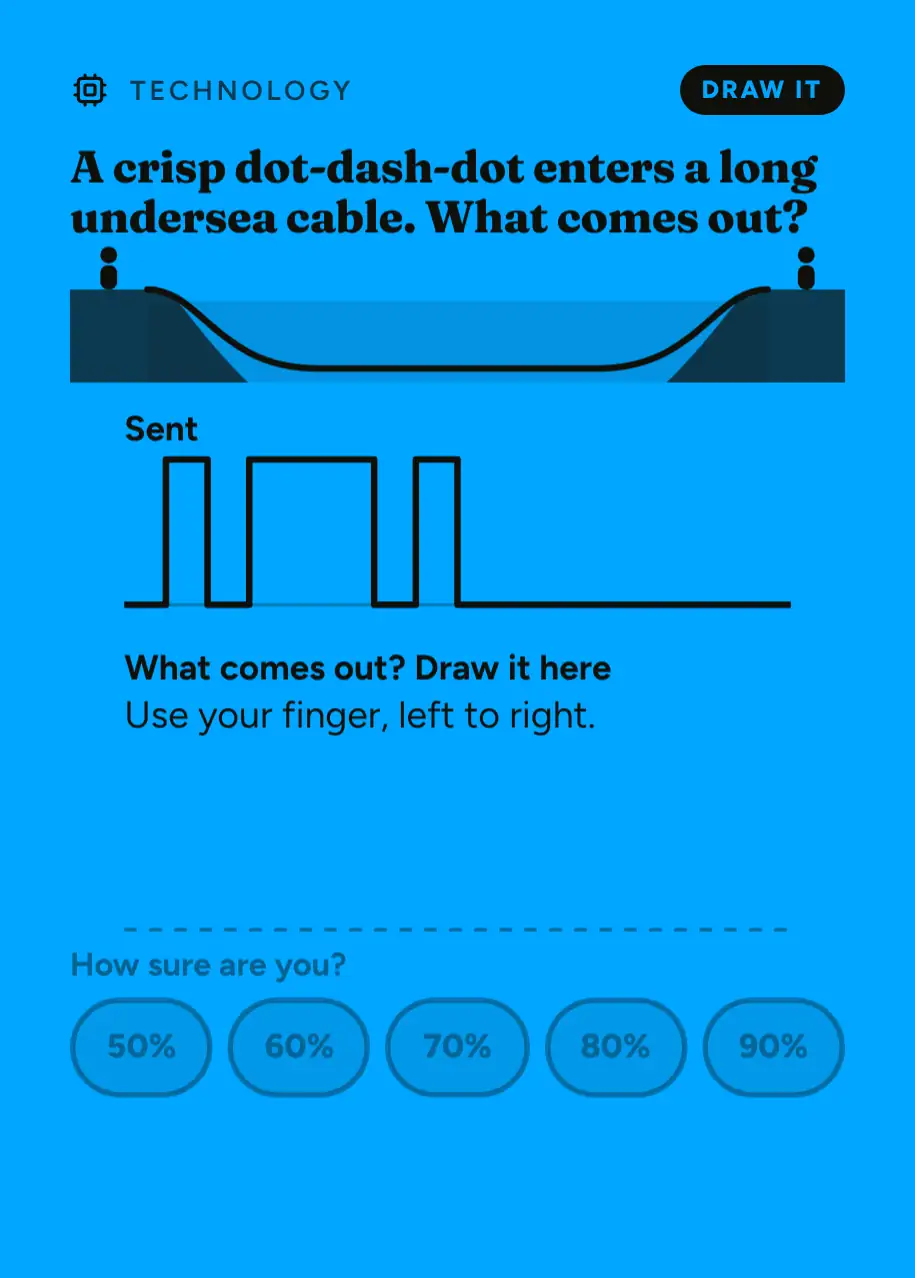 TECHNOLOGY
DRAW IT
A crisp dot-dash-dot enters a long
undersea cable. What comes out?
Sent
What comes out? Draw it here
Use your finger, left to right.
How sure are you?
50%
60%
70%
80%
90%